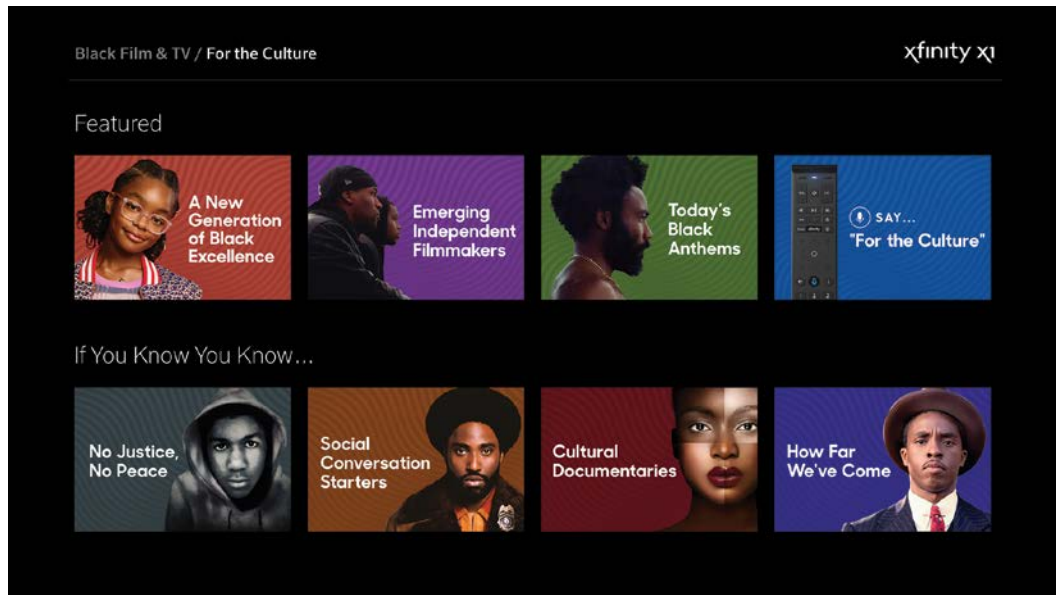 Black Film & TV / For the Culture
xfinity x1
Featured
A New
Generation
of Black
Excellence
Emerging
Independent
Filmmakers
Today's
Black
Anthems
SAY...
"For the Culture"
If You Know You Know...
No Justice,
No Peace
Social
Conversation
Starters
Cultural
Documentaries
How Far
We've Come